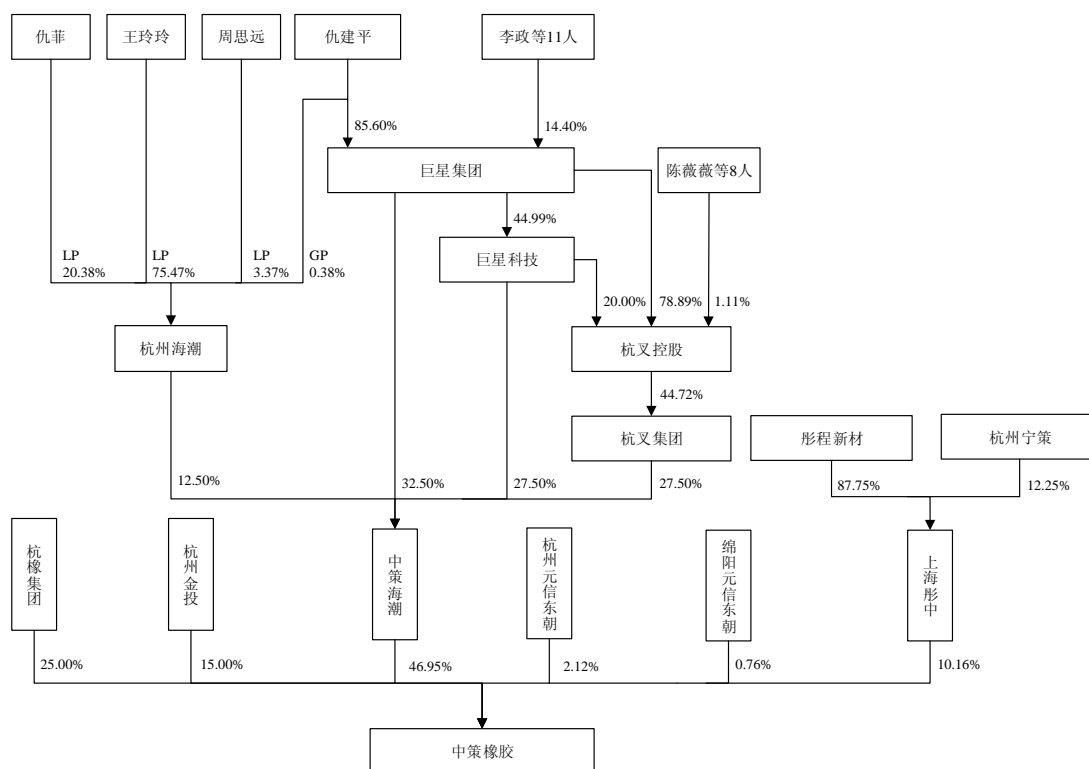 仇菲
王玲玲
周思远
仇建平
李政等11人
85.60%
14.40%
巨星集团
陈薇薇等8人
44.99%
LP
20.38%
LP
75.47%
LP
3.37%
GP
0.38%
巨星科技
20.00%
78.89%
1.11%
杭州海潮
杭叉控股
44.72%
杭叉集团
彤程新材
杭州宁策
12.50%
32.50%
27.50%
27.50%
87.75%
12.25%
杭橡集团
杭州金投
中策海潮
杭州元信东朝
绵阳元信东朝
上海彤中
25.00%
15.00%
46.95%
2.12%
0.76%
10.16%
中策橡胶